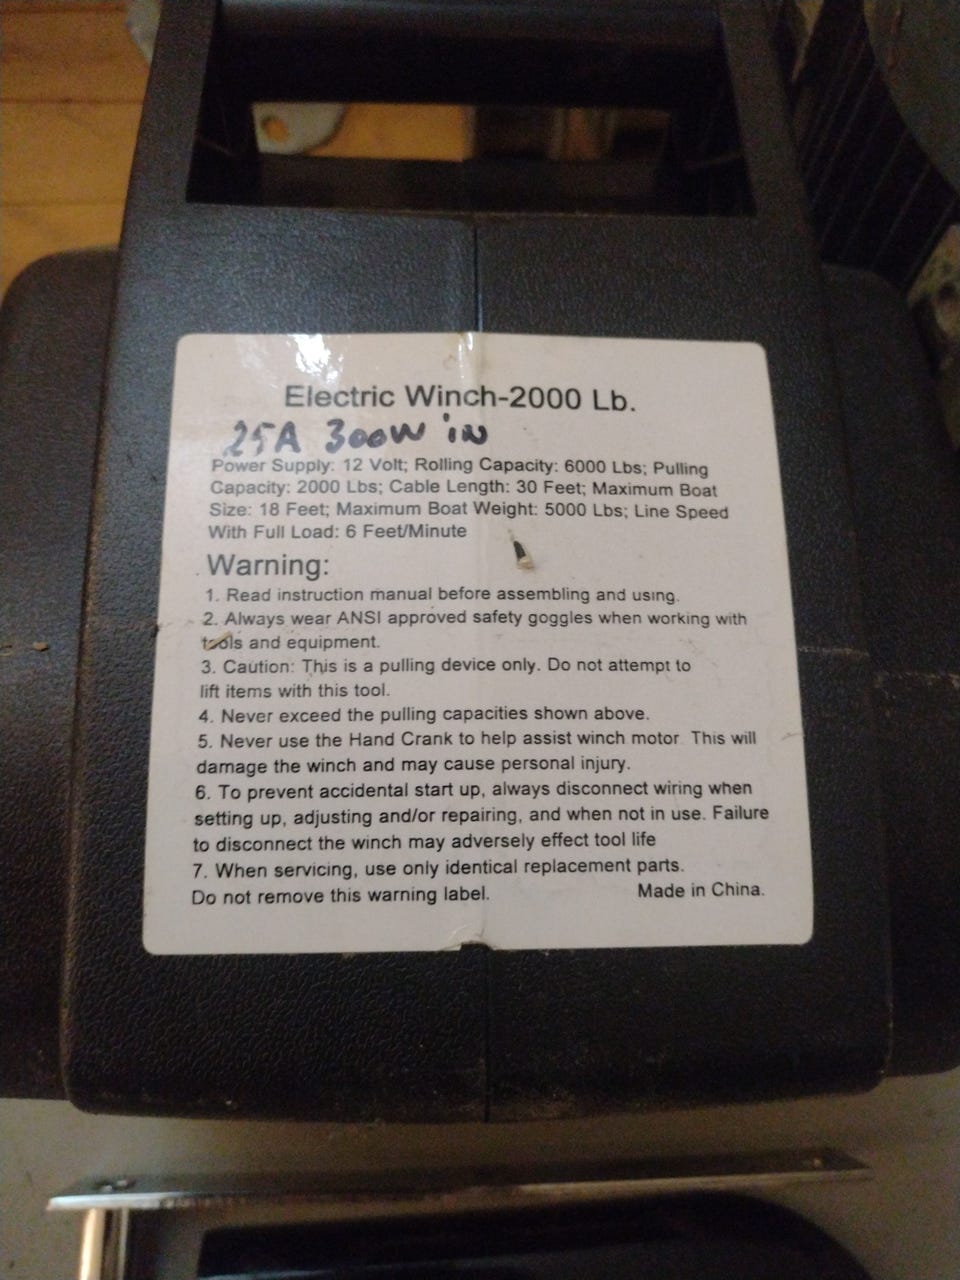 Electric Winch-2000 Lb.
25A 300W in
Power Supply: 12 Volt; Rolling Capacity: 6000 Lbs; Pulling
Capacity: 2000 Lbs; Cable Length: 30 Feet; Maximum Boat
Size: 18 Feet; Maximum Boat Weight: 5000 Lbs; Line Speed
With Full Load: 6 Feet/Minute
Warning:
1. Read instruction manual before assembling and using.
2. Always wear ANSI approved safety goggles when working with
tools and equipment.
3. Caution: This is a pulling device only. Do not attempt to
lift items with this tool.
4. Never exceed the pulling capacities shown above.
5. Never use the Hand Crank to help assist winch motor This will
damage the winch and may cause personal injury.
6. To prevent accidental start up, always disconnect wiring when
setting up, adjusting and/or repairing, and when not in use. Failure
to disconnect the winch may adversely effect tool life
7. When servicing, use only identical replacement parts.
Do not remove this warning label. Made in China.